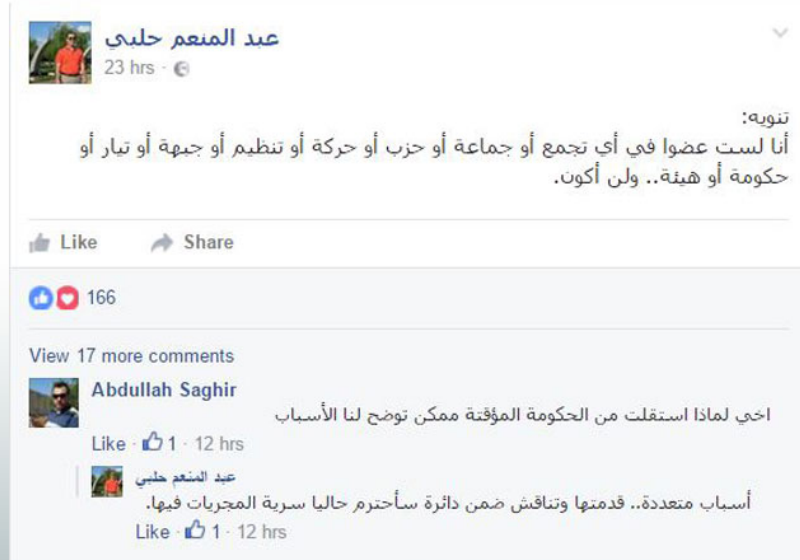 عبد المنعم حلبي
23 hrs ·
تنويه:
أنا لست عضوا في أي تجمع أو جماعة أو حزب أو حركة أو تنظيم أو جبهة أو تيار أو
حكومة أو هيئة.. ولن أكون.
Like Share
166
View 17 more comments
Abdullah Saghir
اخي لماذا استقلت من الحكومة المؤقتة ممكن توضح لنا الأسباب
Like · 1 · 12 hrs
عبد المنعم حلبي
أسباب متعددة.. قدمتها وتناقش ضمن دائرة سأحترم حاليا سرية المجريات فيها.
Like · 1 · 12 hrs